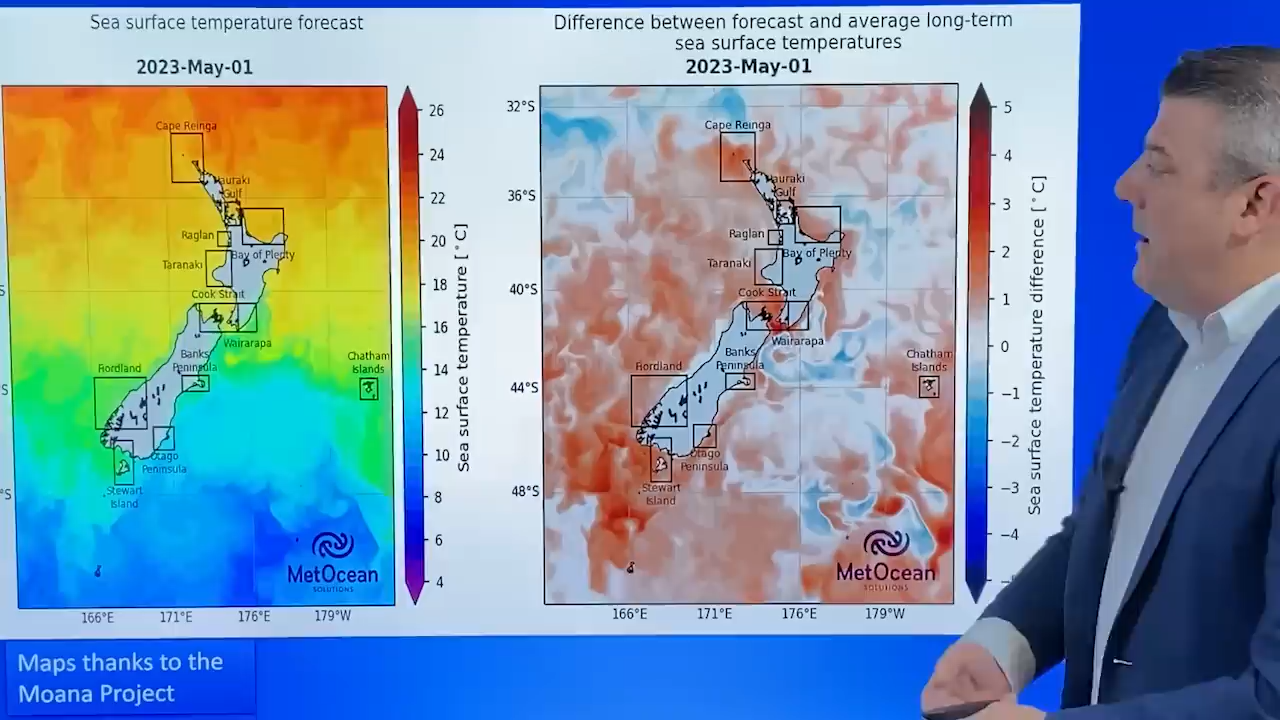 Sea surface temperature forecast
2023-May-01
Cape Reinga
Hauraki
Gulf
Raglan
Bay of Plenty
Taranaki
Cook Strait
Wairarapa
Banks
Peninsula
Fiordland
Chatham
Islands
Otago
Peninsula
Stewart
Island
MetOcean
SOLUTIONS
166°E 171°E 176°E 179°W
26
24
22
20
18
16
14
12
10
8
6
4
Sea surface temperature [°C]
Difference between forecast and average long-term
sea surface temperatures
2023-May-01
32°S
36°S
40°S
44°S
48°S
Cape Reinga
Hauraki
Gulf
Raglan
Bay of Plenty
Taranaki
Cook Strait
Wairarapa
Banks
Peninsula
Fiordland
Chatham
Islands
Otago
Peninsula
Stewart
Island
MetOcean
SOLUTIONS
166°E 171°E 176°E 179°W
5
4
3
2
1
0
−1
−2
−3
−4
Sea surface temperature difference [°C]
Maps thanks to the
Moana Project